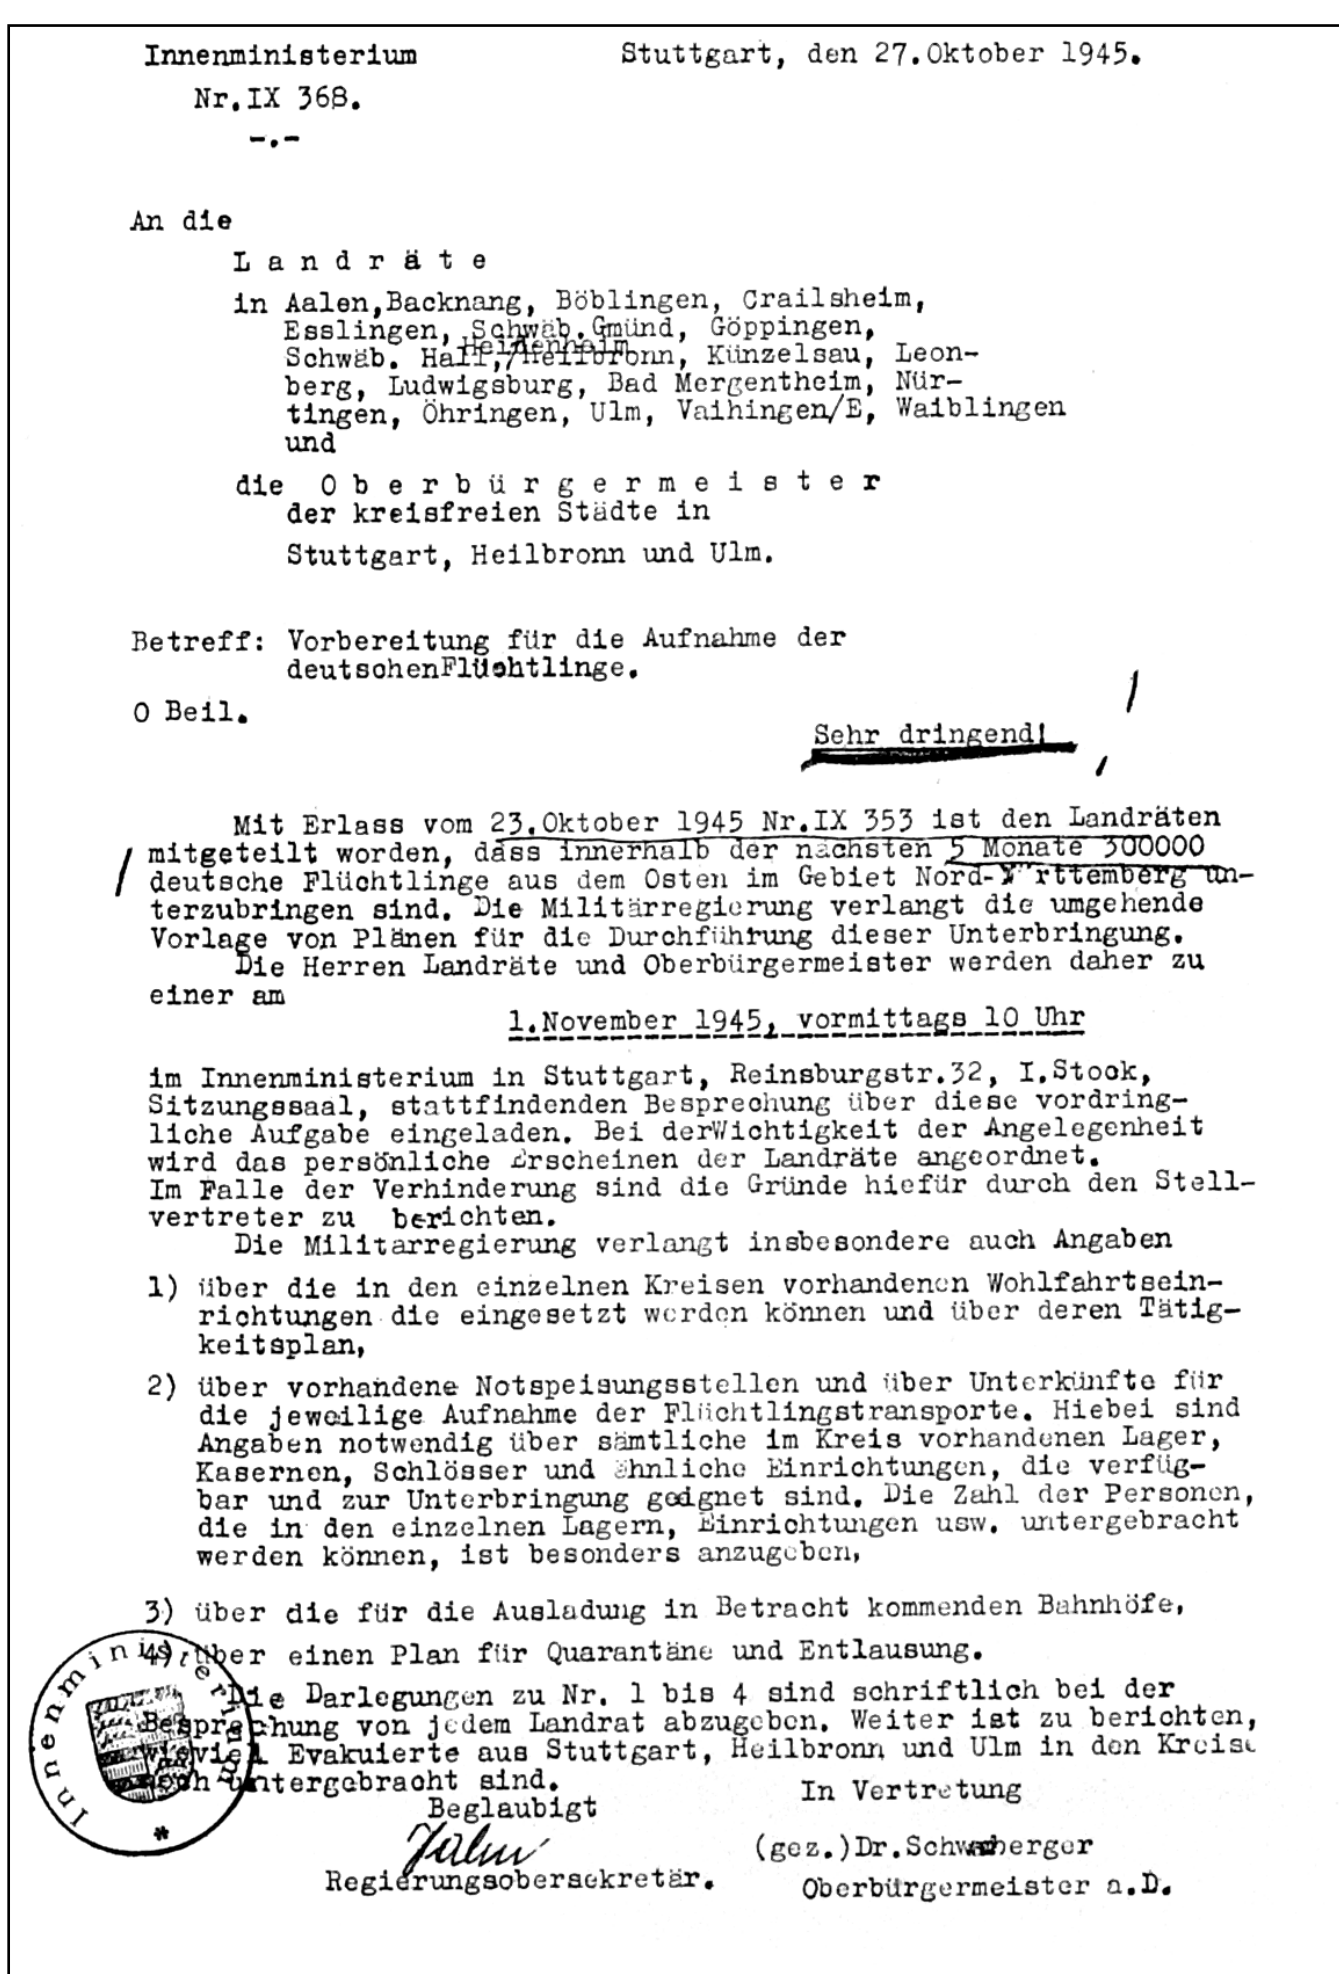 Innenministerium Stuttgart, den 27.Oktober 1945.
Nr.IX 368.
-.-
An die
L a n d r ä t e
in Aalen,Backnang, Böblingen, Crailsheim,
Esslingen, Schwäb.Gmünd, Göppingen,
Heidenheim
Schwäb. Hall,/Heilbronn, Künzelsau, Leon-
berg, Ludwigsburg, Bad Mergentheim, Nür-
tingen, Öhringen, Ulm, Vaihingen/E, Waiblingen
und
die O b e r b ü r g e r m e i s t e r
der kreisfreien Städte in
Stuttgart, Heilbronn und Ulm.
Betreff: Vorbereitung für die Aufnahme der
deutschenFlüchtlinge.
0 Beil.
Sehr dringend!
Mit Erlass vom 23.Oktober 1945 Nr.IX 353 ist den Landräten
mitgeteilt worden, dass innerhalb der nächsten 5 Monate 300000
deutsche Flüchtlinge aus dem Osten im Gebiet Nord-Württemberg un-
terzubringen sind. Die Militärregierung verlangt die umgehende
Vorlage von Plänen für die Durchführung dieser Unterbringung.
Die Herren Landräte und Oberbürgermeister werden daher zu
einer am
1.November 1945, vormittags 10 Uhr
im Innenministerium in Stuttgart, Reinsburgstr.32, I.Stock,
Sitzungssaal, stattfindenden Besprechung über diese vordring-
liche Aufgabe eingeladen. Bei derWichtigkeit der Angelegenheit
wird das persönliche Erscheinen der Landräte angeordnet.
Im Falle der Verhinderung sind die Gründe hiefür durch den Stell-
vertreter zu berichten.
Die Militarregierung verlangt insbesondere auch Angaben
1) über die in den einzelnen Kreisen vorhandenen Wohlfahrtsein-
richtungen die eingesetzt werden können und über deren Tätig-
keitsplan,
2) über vorhandene Notspeisungsstellen und über Unterkünfte für
die jeweilige Aufnahme der Flüchtlingstransporte. Hiebei sind
Angaben notwendig über sämtliche im Kreis vorhandenen Lager,
Kasernen, Schlösser und ähnliche Einrichtungen, die verfüg-
bar und zur Unterbringung geeignet sind. Die Zahl der Personen,
die in den einzelnen Lagern, Einrichtungen usw. untergebracht
werden können, ist besonders anzugeben,
3) über die für die Ausladung in Betracht kommenden Bahnhöfe,
4) über einen Plan für Quarantäne und Entlausung.
Die Darlegungen zu Nr. 1 bis 4 sind schriftlich bei der
Besprechung von jedem Landrat abzugeben. Weiter ist zu berichten,
wieviel Evakuierte aus Stuttgart, Heilbronn und Ulm in den Kreise
noch untergebracht sind.
Innenministerium
Beglaubigt In Vertretung
(gez.)Dr.Schwamberger
Regierungsobersekretär. Oberbürgermeister a.D.